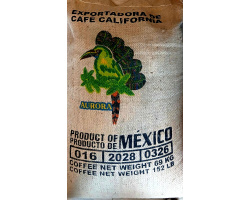 EXPORTADORA DE
CAFE CALIFORNIA
AURORA
PRODUCT OF MÉXICO
PRODUCTO DE
016 2028 0326
COFFEE NET WEIGHT 69 KG
COFFEE NET WEIGHT 152 LB